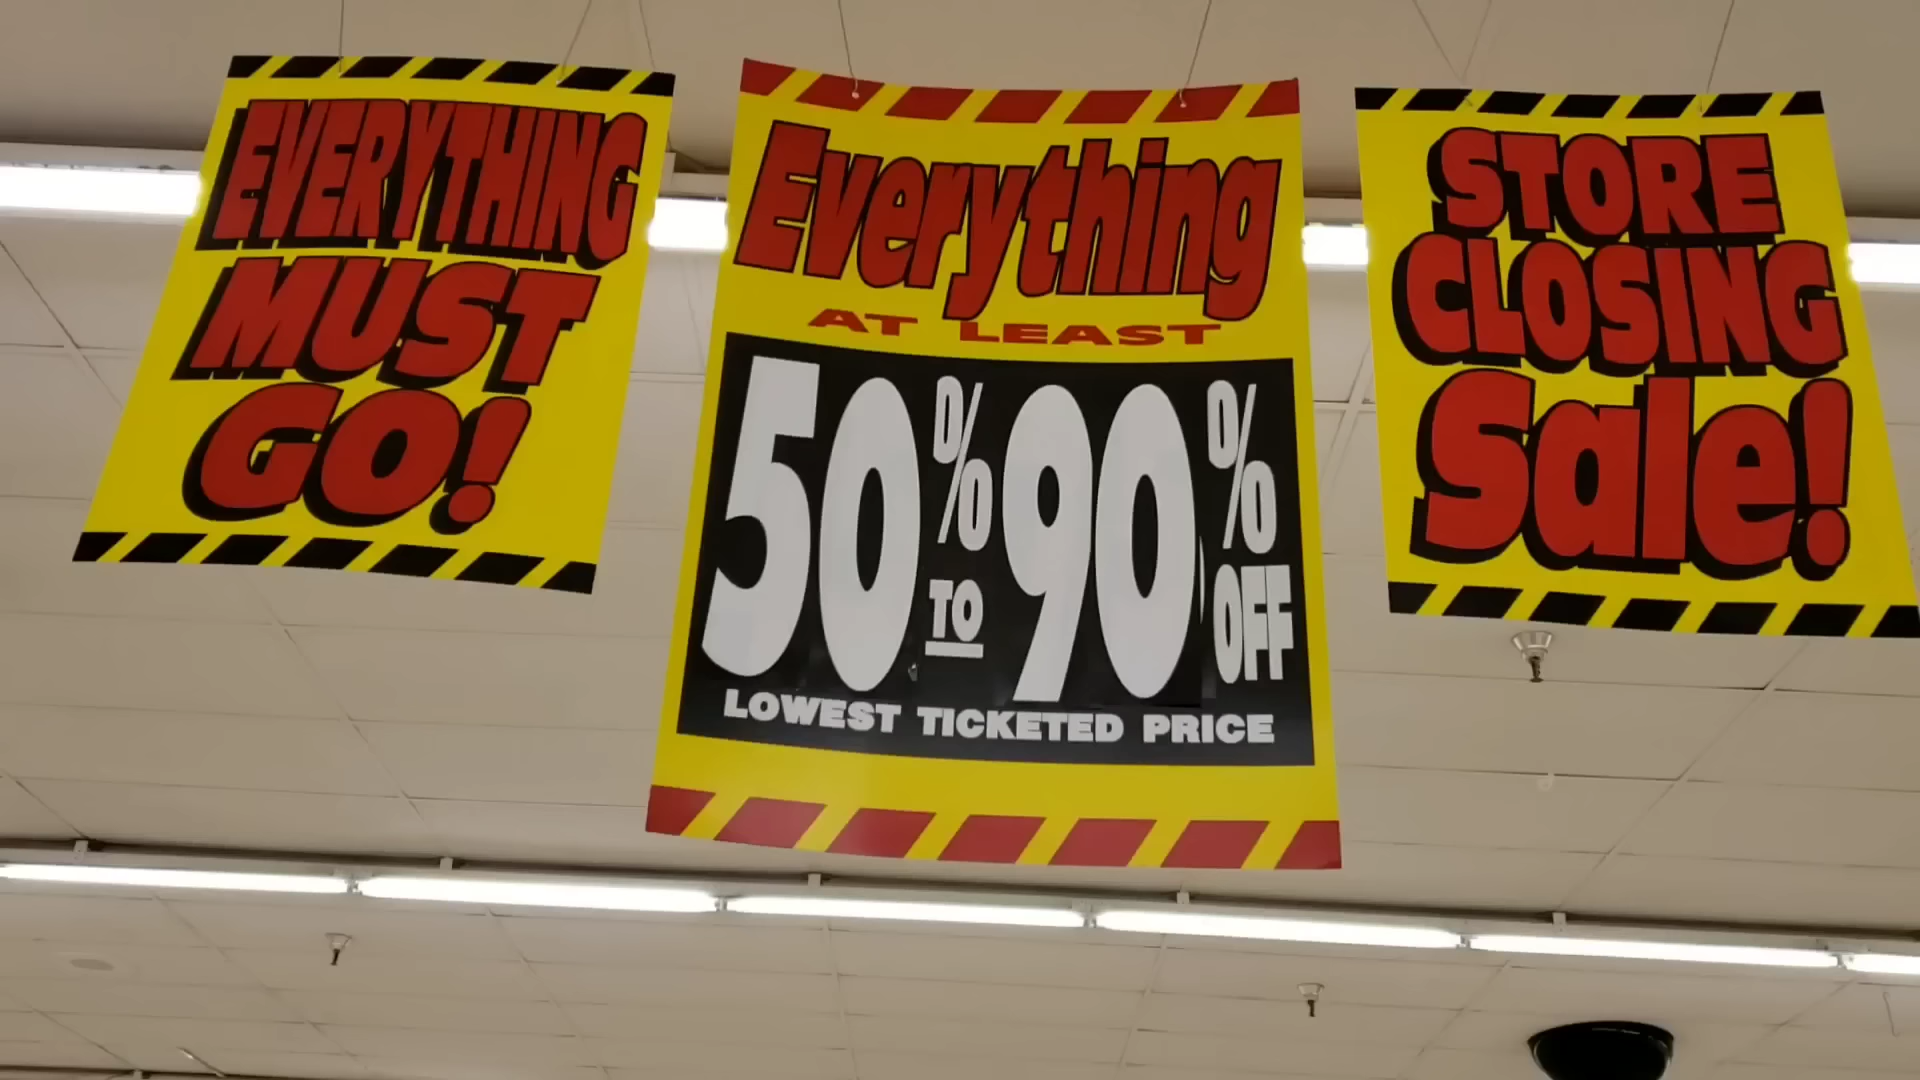 EVERYTHING
MUST
GO!
Everything
AT LEAST
50% TO 90% OFF
LOWEST TICKETED PRICE
STORE
CLOSING
Sale!